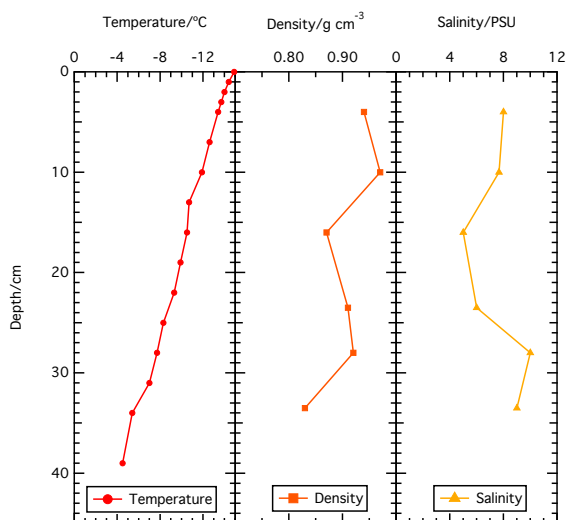 Temperature/ºC Density/g cm⁻³ Salinity/PSU
0 -4 -8 -12 0.80 0.90 0 4 8 12
0
10
20
30
40
Depth/cm
Temperature Density Salinity